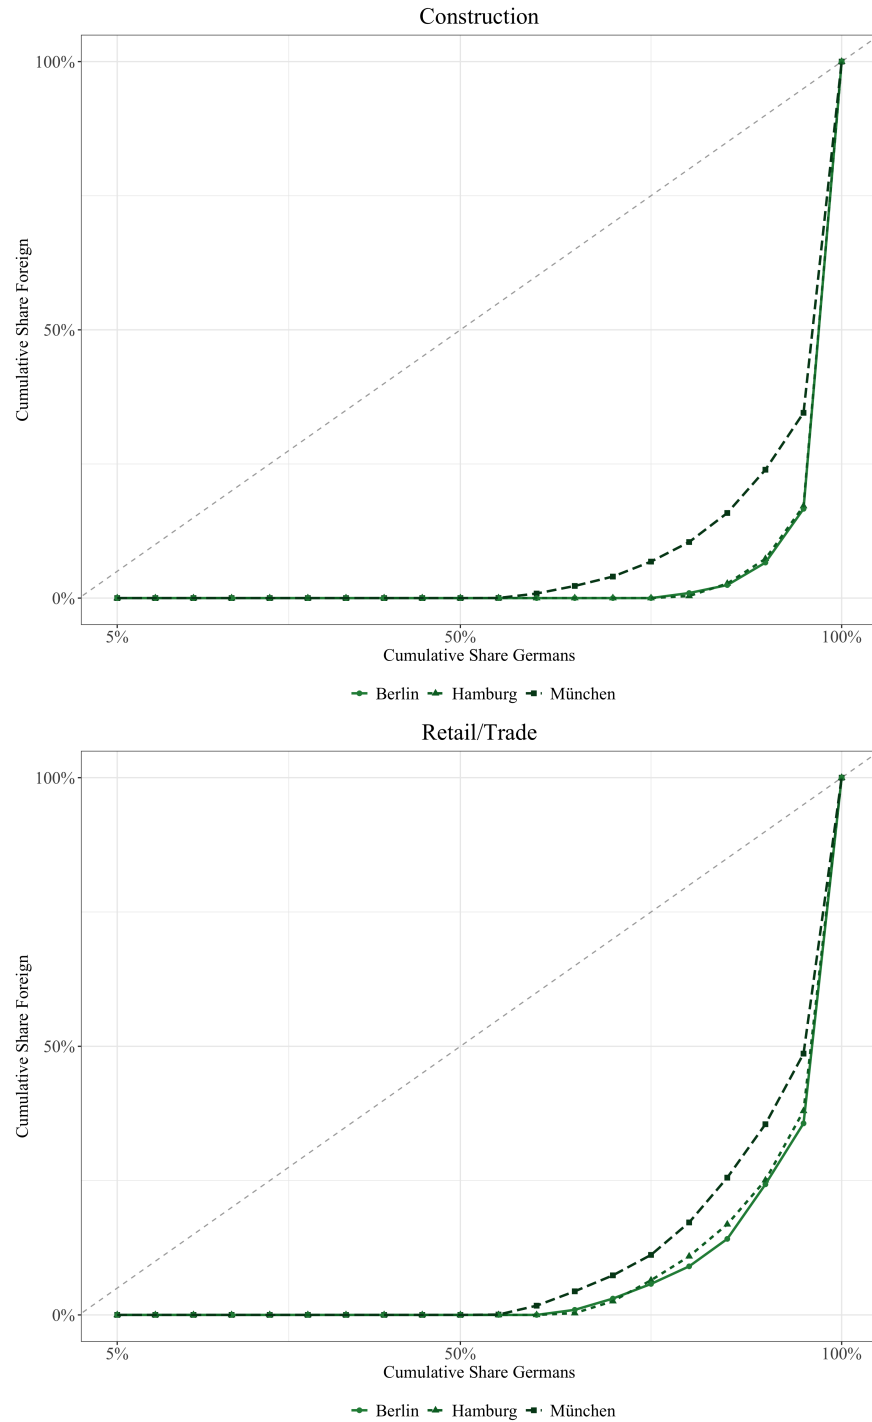 Construction
100%
50%
0%
Cumulative Share Foreign
5% 50% 100%
Cumulative Share Germans
Berlin Hamburg München
Retail/Trade
100%
50%
0%
Cumulative Share Foreign
5% 50% 100%
Cumulative Share Germans
Berlin Hamburg München